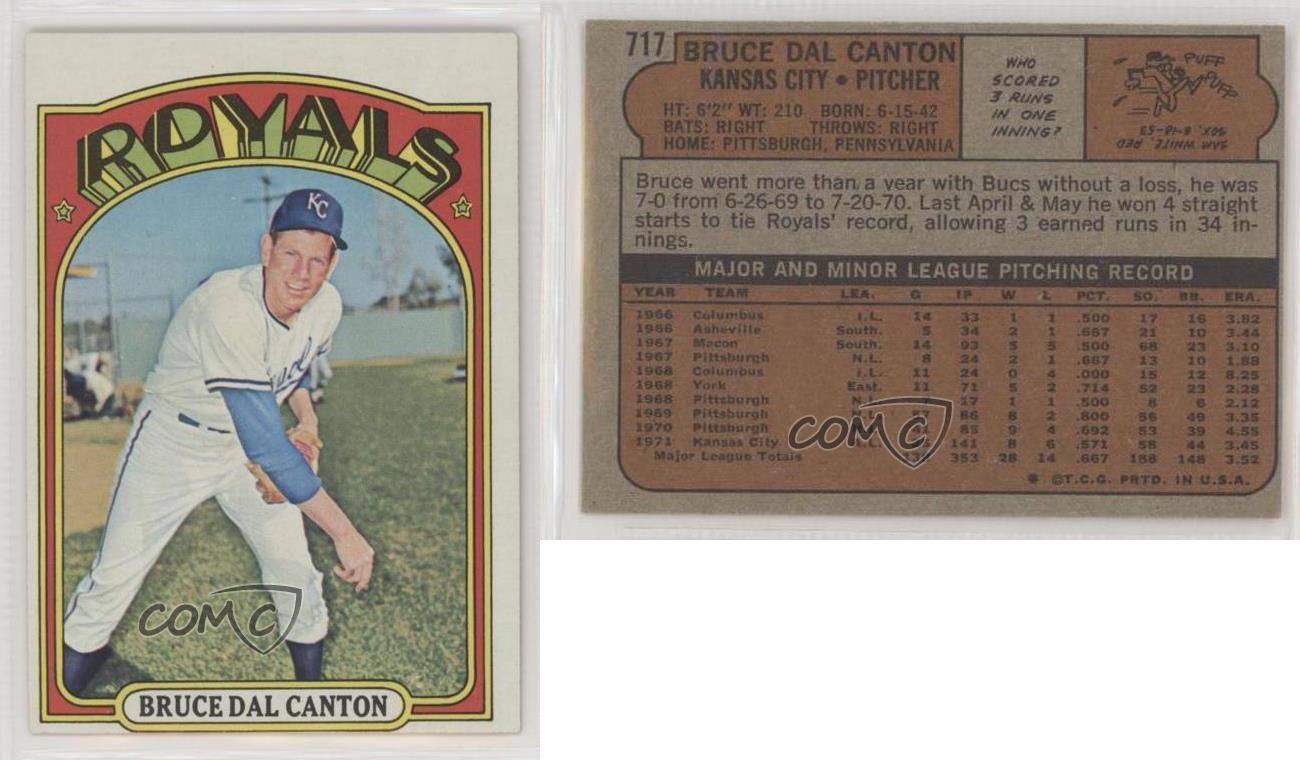 ROYALS
KC
BRUCE DAL CANTON
COMC
717
BRUCE DAL CANTON
KANSAS CITY • PITCHER
HT: 6'2" WT: 210 BORN: 6-15-42
BATS: RIGHT THROWS: RIGHT
HOME: PITTSBURGH, PENNSYLVANIA
WHO
SCORED
3 RUNS
IN ONE
INNING?
PUFF
PUFF
SAM WHITE, RED
SOX, 6-18-53
Bruce went more than a year with Bucs without a loss, he was
7-0 from 6-26-69 to 7-20-70. Last April & May he won 4 straight
starts to tie Royals' record, allowing 3 earned runs in 34 in-
nings.
MAJOR AND MINOR LEAGUE PITCHING RECORD
YEAR TEAM LEA. G IP W L PCT. SO. BB. ERA.
1966 Columbus I.L. 14 33 1 1 .500 17 16 3.82
1966 Asheville South. 5 34 2 1 .667 21 10 3.44
1967 Macon South. 14 93 5 5 .500 68 23 3.10
1967 Pittsburgh N.L. 8 24 2 1 .667 13 10 1.88
1968 Columbus I.L. 11 24 0 4 .000 15 12 8.25
1968 York East. 11 71 5 2 .714 52 23 2.28
1968 Pittsburgh N.L. 17 1 1 .500 8 6 2.12
1969 Pittsburgh N.L. 57 86 8 2 .800 56 49 3.35
1970 Pittsburgh 85 9 4 .692 53 39 4.55
1971 Kansas City 141 8 6 .571 58 44 3.45
Major League Totals 353 28 14 .667 188 148 3.52
COMC
* ©T.C.G. PRTD. IN U.S.A.